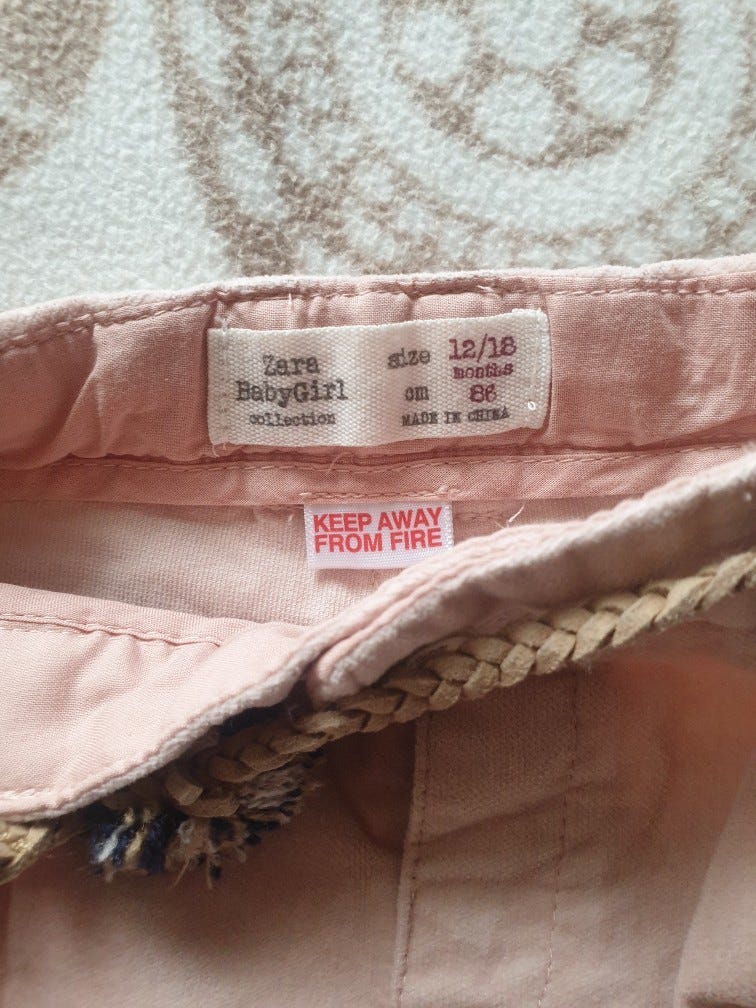 Zara
BabyGirl
collection
size 12/18
months
cm 86
MADE IN CHINA
KEEP AWAY
FROM FIRE